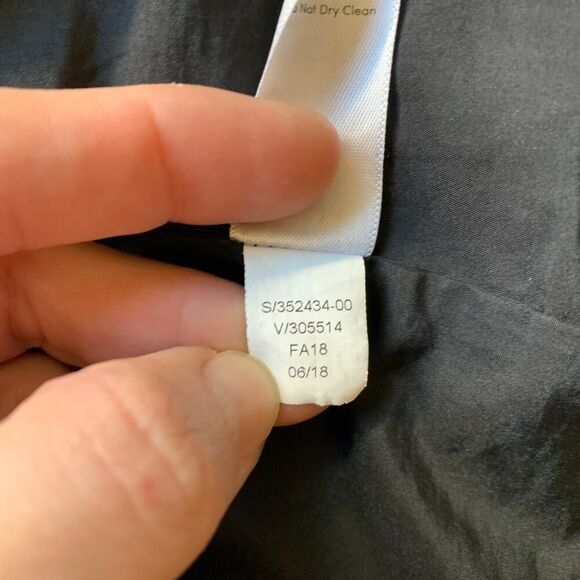 Not Dry Clean
S/352434-00
V/305514
FA18
06/18